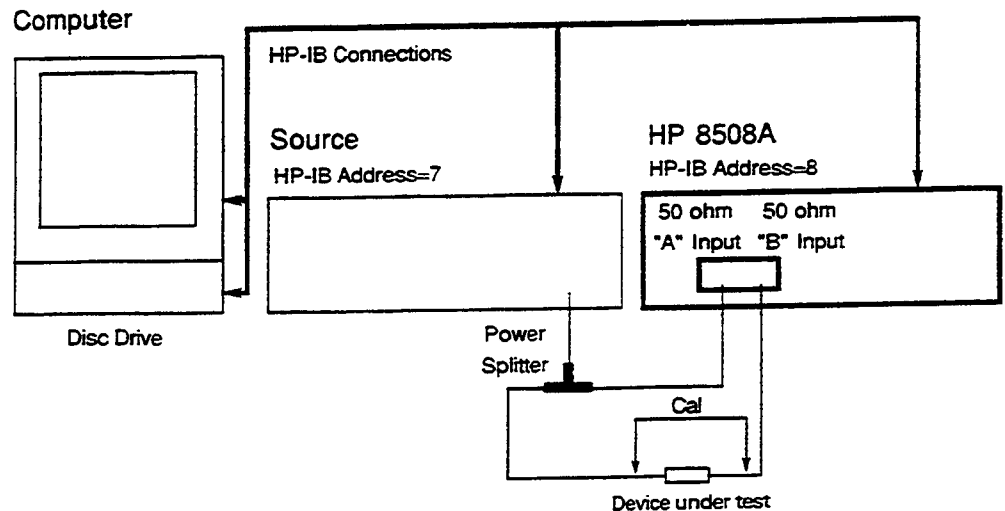 Computer
HP-IB Connections
Source
HP-IB Address=7
HP 8508A
HP-IB Address=8
50 ohm 50 ohm
"A" Input "B" Input
Disc Drive
Power
Splitter
Cal
Device under test